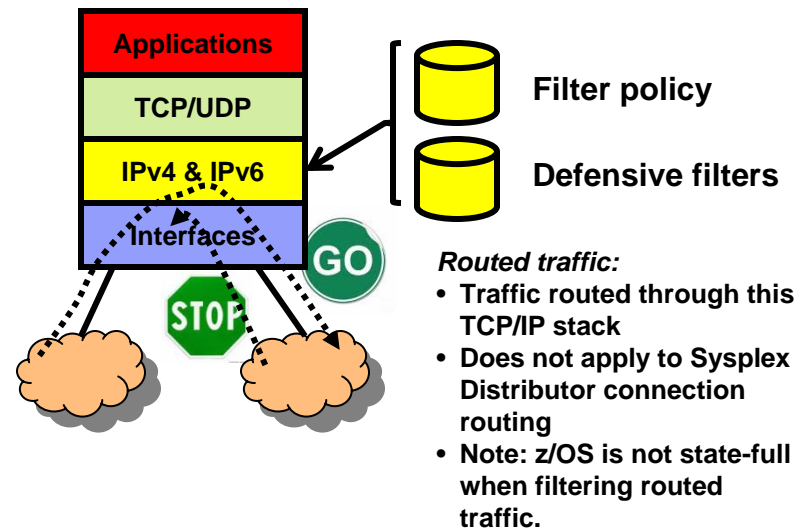 Applications
TCP/UDP
IPv4 & IPv6
Interfaces
Filter policy
Defensive filters
GO
STOP
Routed traffic:
• Traffic routed through this
TCP/IP stack
• Does not apply to Sysplex
Distributor connection
routing
• Note: z/OS is not state-full
when filtering routed
traffic.